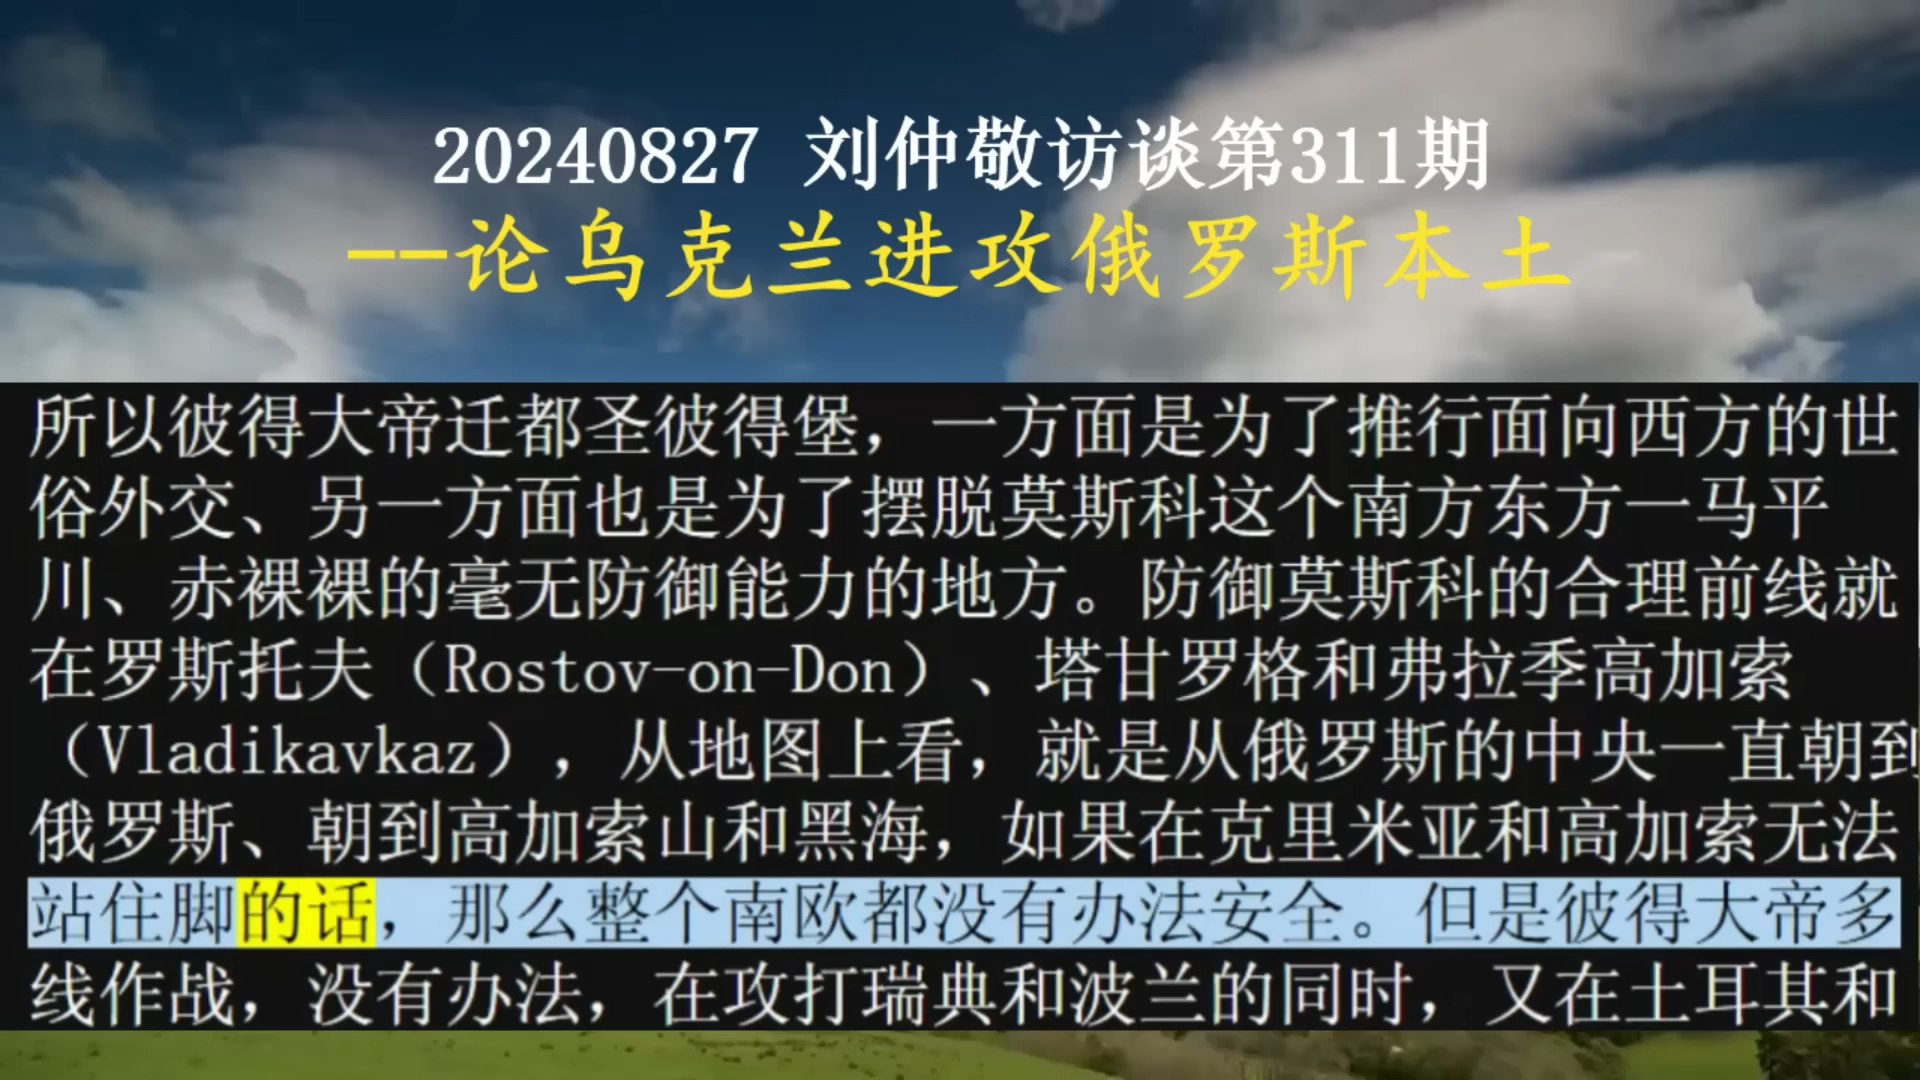 20240827 刘仲敬访谈第311期
--论乌克兰进攻俄罗斯本土
所以彼得大帝迁都圣彼得堡，一方面是为了推行面向西方的世
俗外交、另一方面也是为了摆脱莫斯科这个南方东方一马平
川、赤裸裸的毫无防御能力的地方。防御莫斯科的合理前线就
在罗斯托夫（Rostov-on-Don）、塔甘罗格和弗拉季高加索
（Vladikavkaz），从地图上看，就是从俄罗斯的中央一直朝到
俄罗斯、朝到高加索山和黑海，如果在克里米亚和高加索无法
站住脚的话，那么整个南欧都没有办法安全。但是彼得大帝多
线作战，没有办法，在攻打瑞典和波兰的同时，又在土耳其和